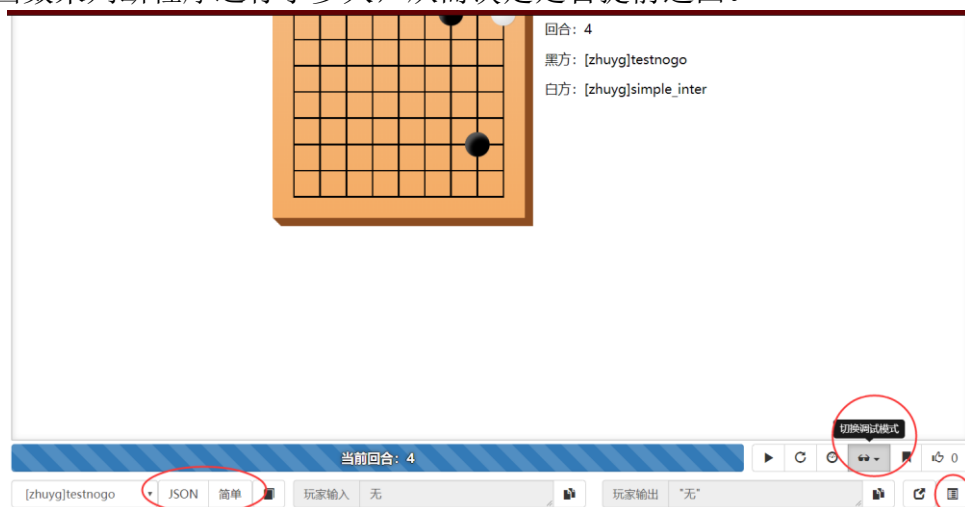 回合：4
黑方：[zhuyg]testnogo
白方：[zhuyg]simple_inter
切换调试模式
当前回合：4
0
[zhuyg]testnogo JSON 简单 玩家输入 无 玩家输出 "无"